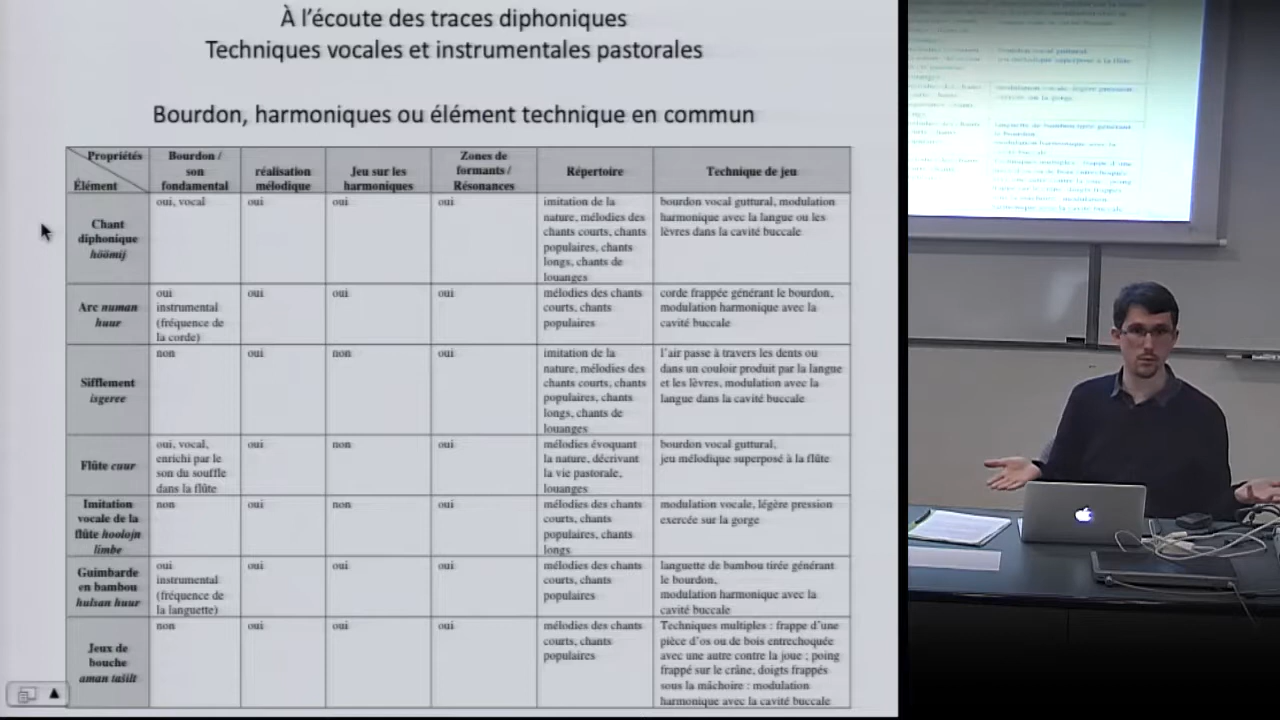 À l'écoute des traces diphoniques
Techniques vocales et instrumentales pastorales
Bourdon, harmoniques ou élément technique en commun
Propriétés
Élément
Bourdon /
son
fondamental
réalisation
mélodique
Jeu sur les
harmoniques
Zones de
formants /
Résonances
Répertoire
Technique de jeu
Chant
diphonique
höömij
oui, vocal
oui
oui
oui
imitation de la
nature, mélodies des
chants courts, chants
populaires, chants
longs, chants de
louanges
bourdon vocal guttural, modulation
harmonique avec la langue ou les
lèvres dans la cavité buccale
Arc numan
huur
oui
instrumental
(fréquence de
la corde)
oui
oui
oui
mélodies des chants
courts, chants
populaires
corde frappée générant le bourdon,
modulation harmonique avec la
cavité buccale
Sifflement
isgeree
non
oui
non
oui
imitation de la
nature, mélodies des
chants courts, chants
populaires, chants
longs, chants de
louanges
l'air passe à travers les dents ou
dans un couloir produit par la langue
et les lèvres, modulation avec la
langue dans la cavité buccale
Flûte cuur
oui, vocal,
enrichi par le
son du souffle
dans la flûte
oui
non
oui
mélodies évoquant
la nature, décrivant
la vie pastorale,
louanges
bourdon vocal guttural,
jeu mélodique superposé à la flûte
Imitation
vocale de la
flûte hoolojn
limbe
non
oui
non
oui
mélodies des chants
courts, chants
populaires, chants
longs
modulation vocale, légère pression
exercée sur la gorge
Guimbarde
en bambou
hulsan huur
oui
instrumental
(fréquence de
la languette)
oui
oui
oui
mélodies des chants
courts, chants
populaires
languette de bambou tirée générant
le bourdon,
modulation harmonique avec la
cavité buccale
Jeux de
bouche
aman tašilt
non
oui
oui
oui
mélodies des chants
courts, chants
populaires
Techniques multiples : frappe d'une
pièce d'os ou de bois entrechoquée
avec une autre contre la joue ; poing
frappé sur le crâne, doigts frappés
sous la mâchoire : modulation
harmonique avec la cavité buccale